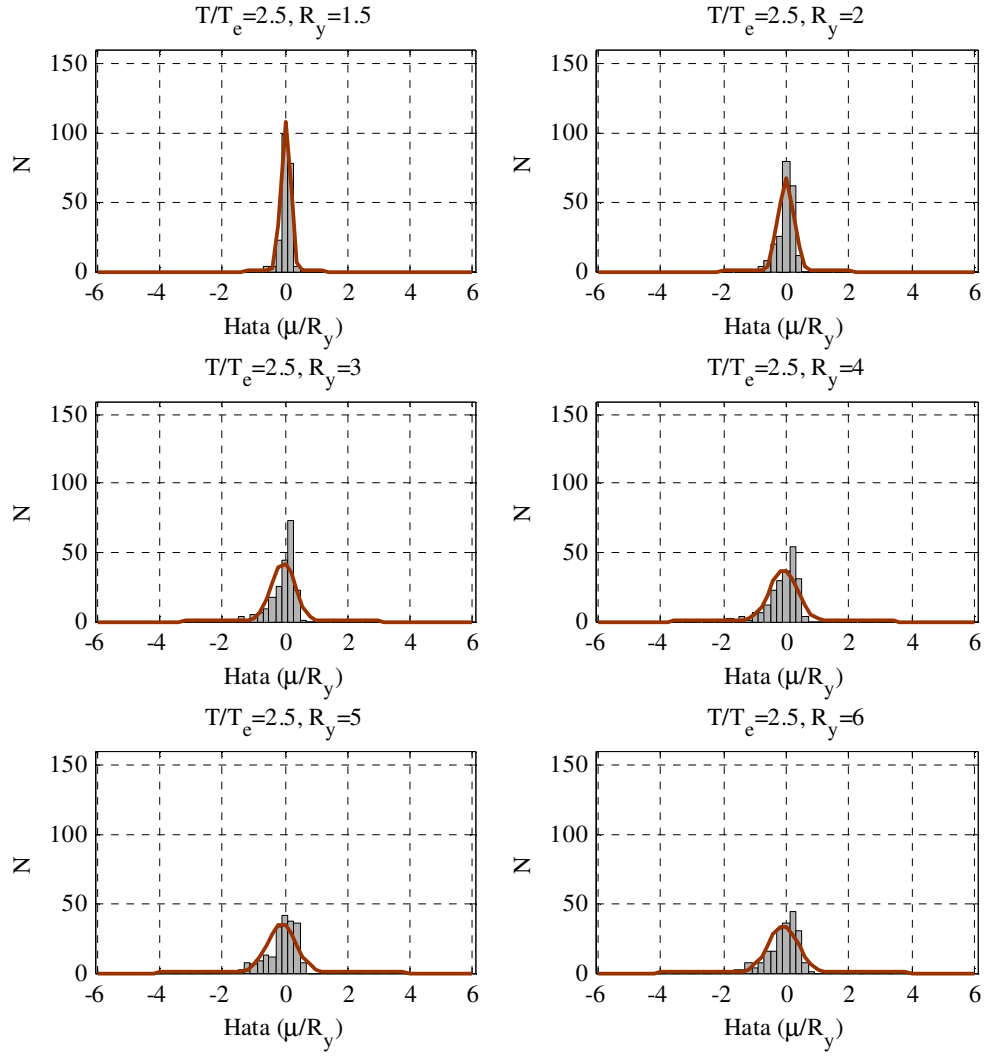 T/T_e=2.5, R_y=1.5
T/T_e=2.5, R_y=2
150
100
50
0
N
-6 -4 -2 0 2 4 6
Hata (μ/R_y)
150
100
50
0
N
-6 -4 -2 0 2 4 6
Hata (μ/R_y)
T/T_e=2.5, R_y=3
T/T_e=2.5, R_y=4
150
100
50
0
N
-6 -4 -2 0 2 4 6
Hata (μ/R_y)
150
100
50
0
N
-6 -4 -2 0 2 4 6
Hata (μ/R_y)
T/T_e=2.5, R_y=5
T/T_e=2.5, R_y=6
150
100
50
0
N
-6 -4 -2 0 2 4 6
Hata (μ/R_y)
150
100
50
0
N
-6 -4 -2 0 2 4 6
Hata (μ/R_y)